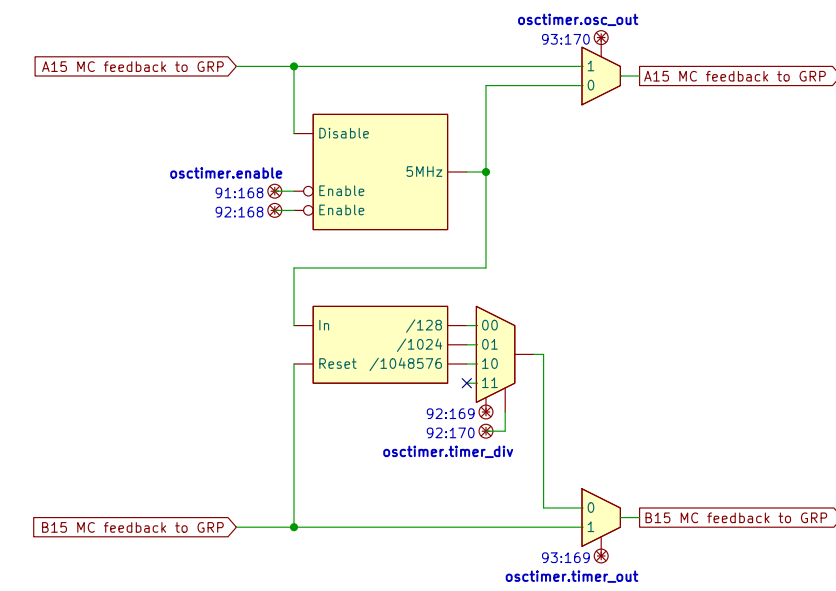 osctimer.osc_out
93:170
A15 MC feedback to GRP
1
0
A15 MC feedback to GRP
Disable
5MHz
osctimer.enable
91:168
Enable
92:168
Enable
In
/128
00
/1024
01
Reset
/1048576
10
11
92:169
92:170
osctimer.timer_div
B15 MC feedback to GRP
0
1
B15 MC feedback to GRP
93:169
osctimer.timer_out